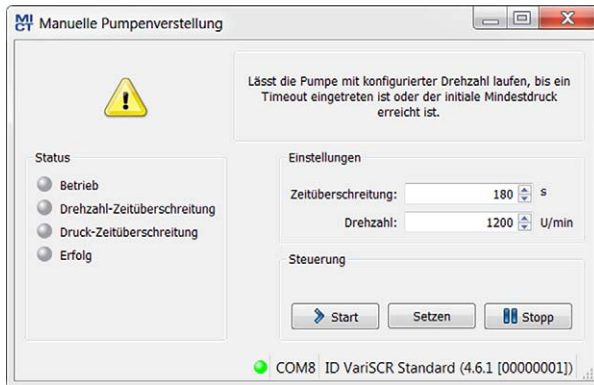 MI
CT
Manuelle Pumpenverstellung
Lässt die Pumpe mit konfigurierter Drehzahl laufen, bis ein
Timeout eingetreten ist oder der initiale Mindestdruck
erreicht ist.
Status
Betrieb
Drehzahl-Zeitüberschreitung
Druck-Zeitüberschreitung
Erfolg
Einstellungen
Zeitüberschreitung: 180 s
Drehzahl: 1200 U/min
Steuerung
Start Setzen Stopp
COM8 ID VariSCR Standard (4.6.1 [00000001])